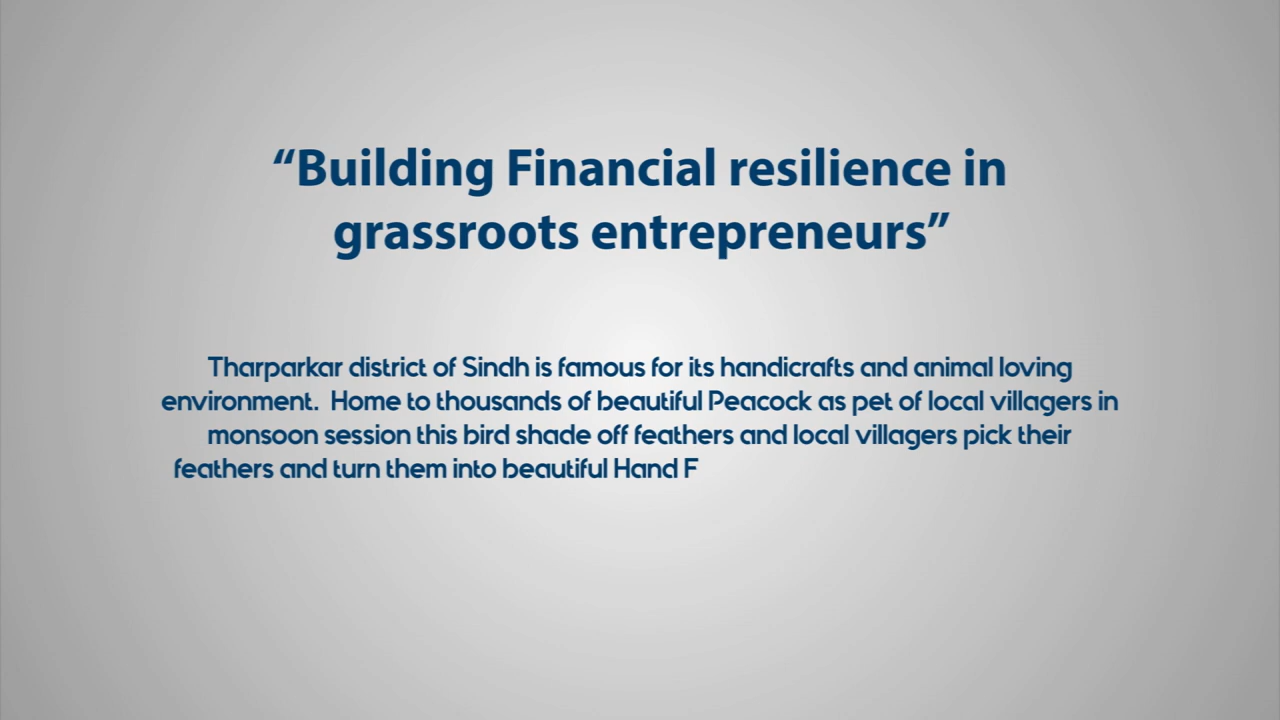 “Building Financial resilience in
grassroots entrepreneurs”
Tharparkar district of Sindh is famous for its handicrafts and animal loving
environment.  Home to thousands of beautiful Peacock as pet of local villagers in
monsoon session this bird shade off feathers and local villagers pick their
feathers and turn them into beautiful Hand F